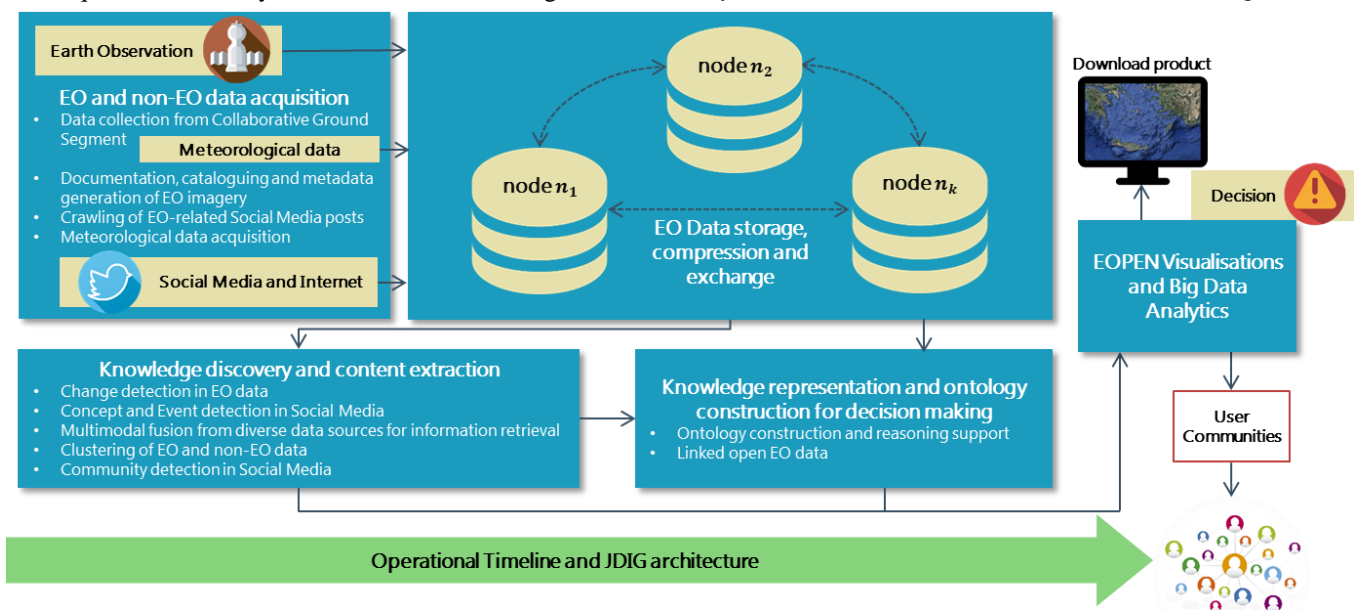 Earth Observation
EO and non-EO data acquisition
• Data collection from Collaborative Ground
Segment
Meteorological data
• Documentation, cataloguing and metadata
generation of EO imagery
• Crawling of EO-related Social Media posts
• Meteorological data acquisition
Social Media and Internet
node n₂
node n₁
node nₖ
EO Data storage,
compression and
exchange
Download product
Decision
EOPEN Visualisations
and Big Data
Analytics
Knowledge discovery and content extraction
• Change detection in EO data
• Concept and Event detection in Social Media
• Multimodal fusion from diverse data sources for information retrieval
• Clustering of EO and non-EO data
• Community detection in Social Media
Knowledge representation and ontology
construction for decision making
• Ontology construction and reasoning support
• Linked open EO data
User
Communities
Operational Timeline and JDIG architecture